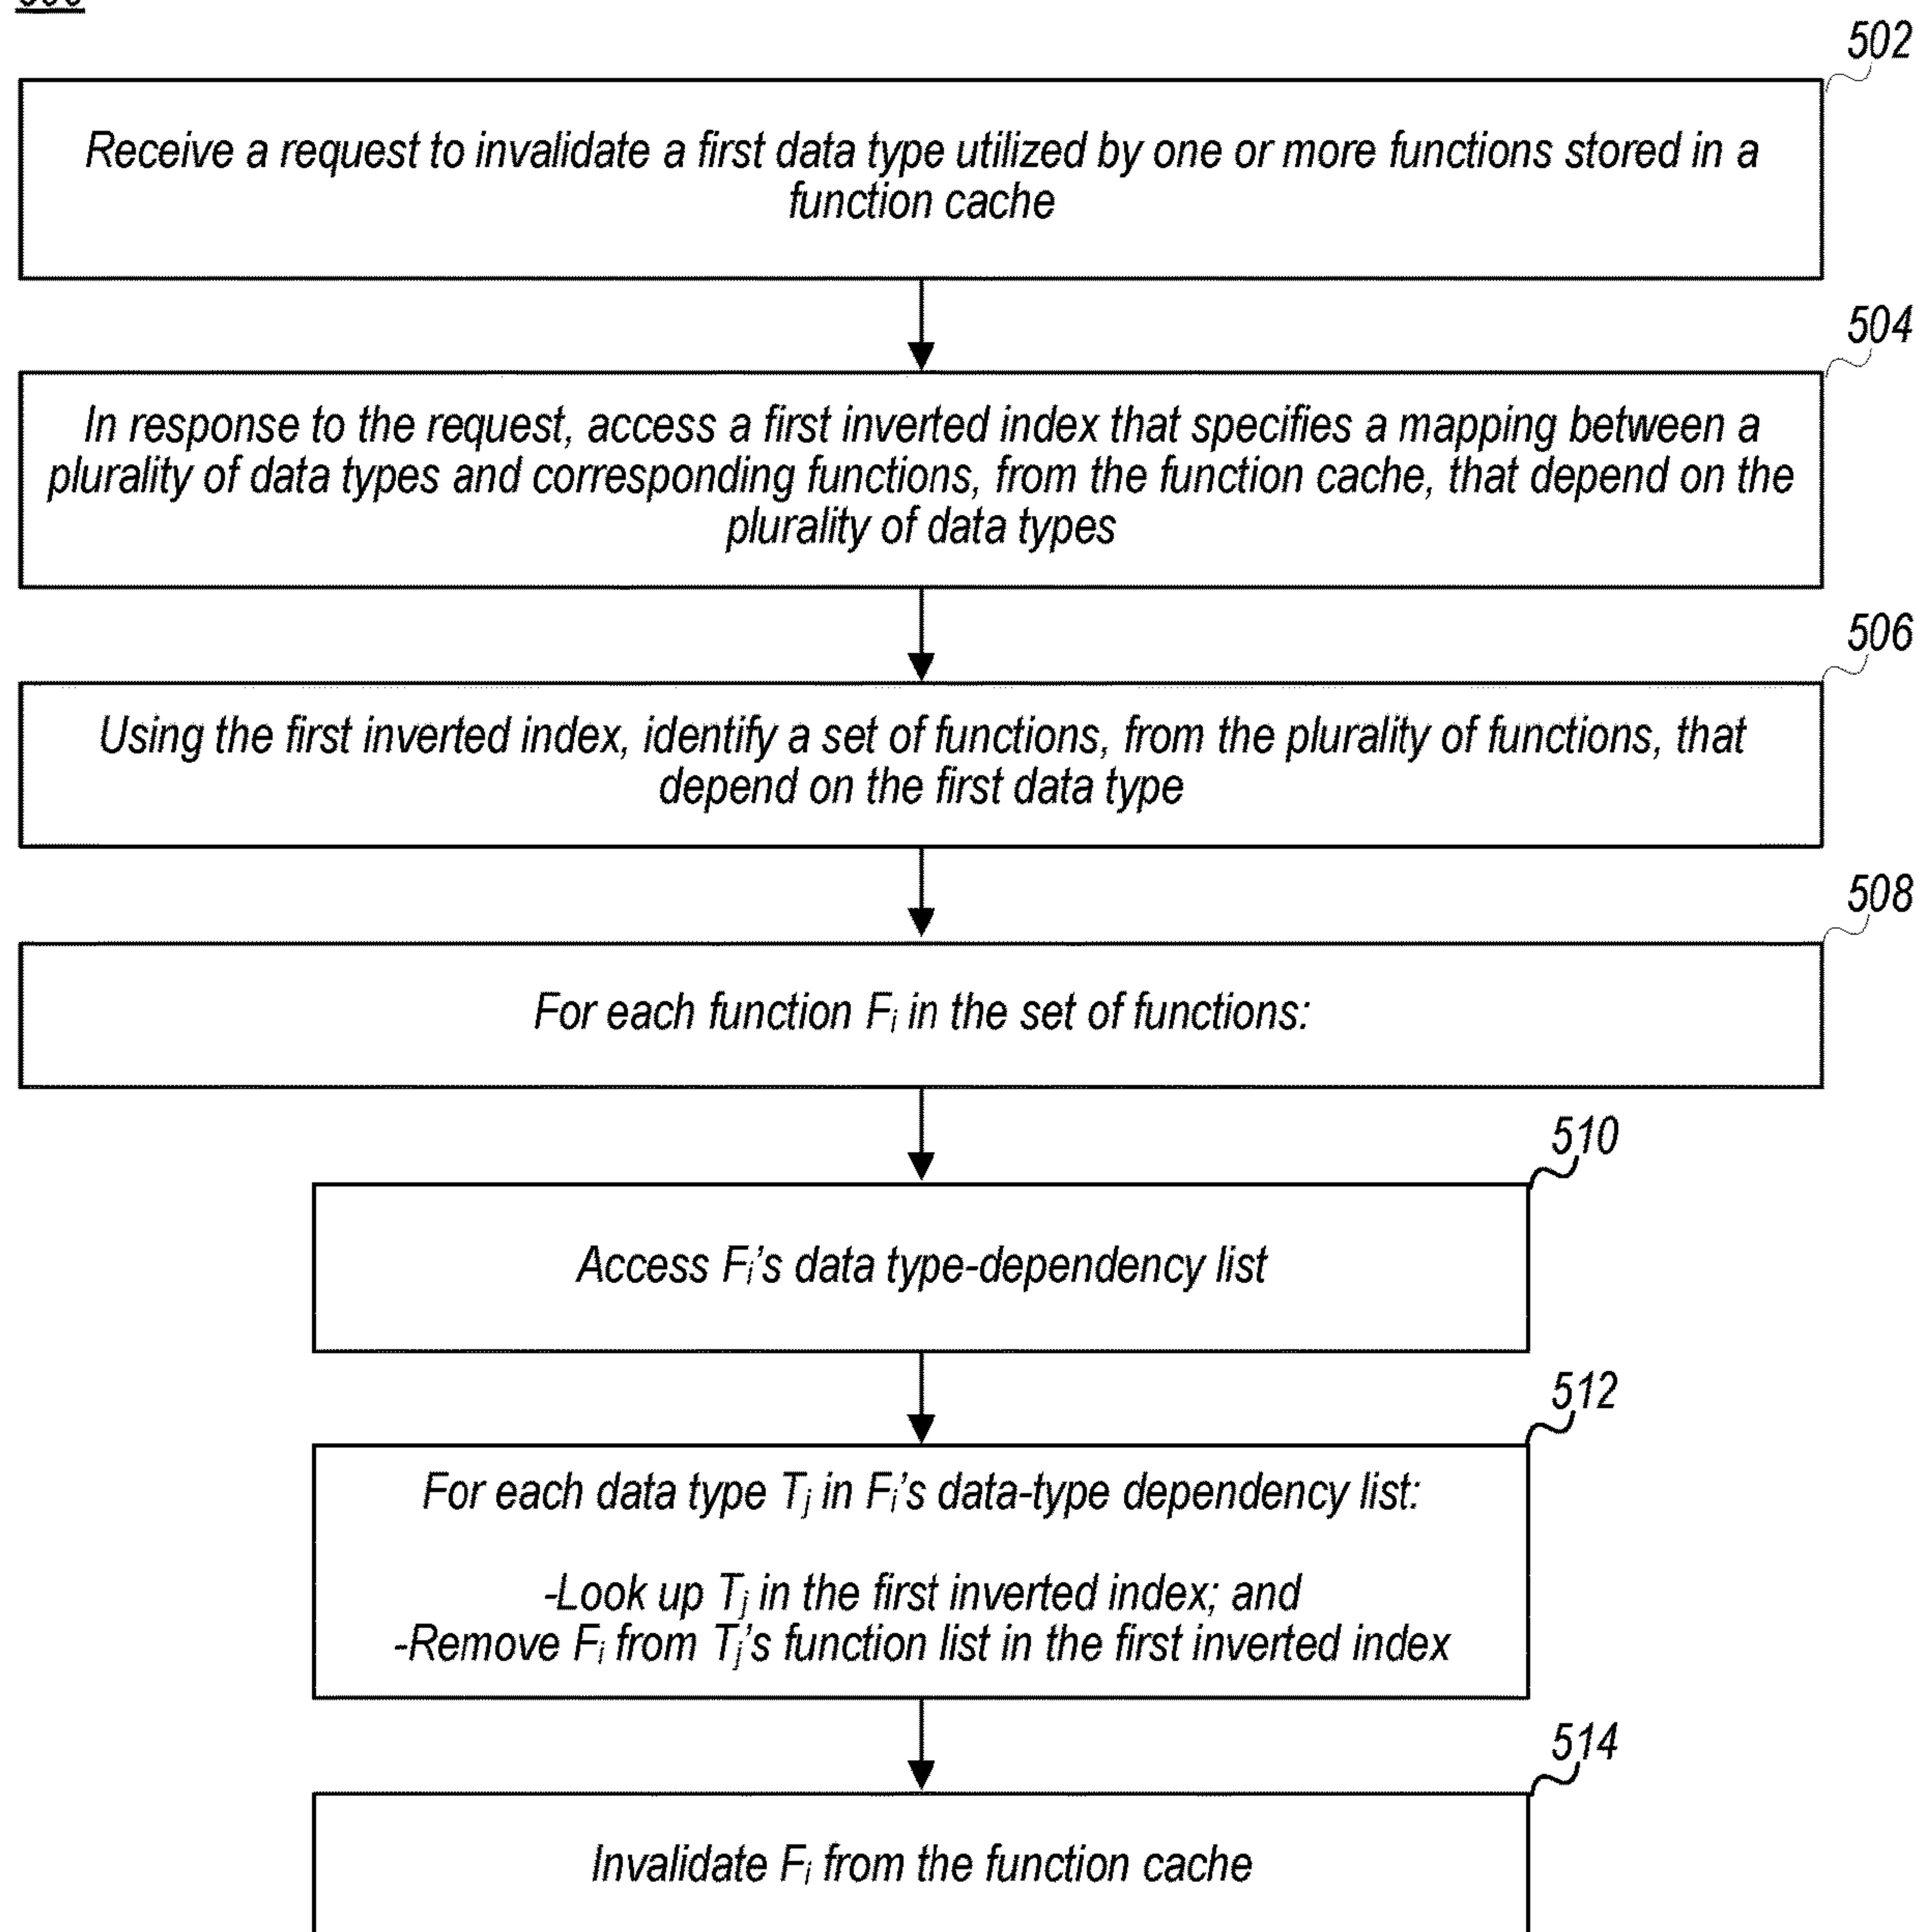 502
Receive a request to invalidate a first data type utilized by one or more functions stored in a
function cache
504
In response to the request, access a first inverted index that specifies a mapping between a
plurality of data types and corresponding functions, from the function cache, that depend on the
plurality of data types
506
Using the first inverted index, identify a set of functions, from the plurality of functions, that
depend on the first data type
508
For each function Fi in the set of functions:
510
Access Fi's data type-dependency list
512
For each data type Tj in Fi's data-type dependency list:
-Look up Tj in the first inverted index; and
-Remove Fi from Tj's function list in the first inverted index
514
Invalidate Fi from the function cache